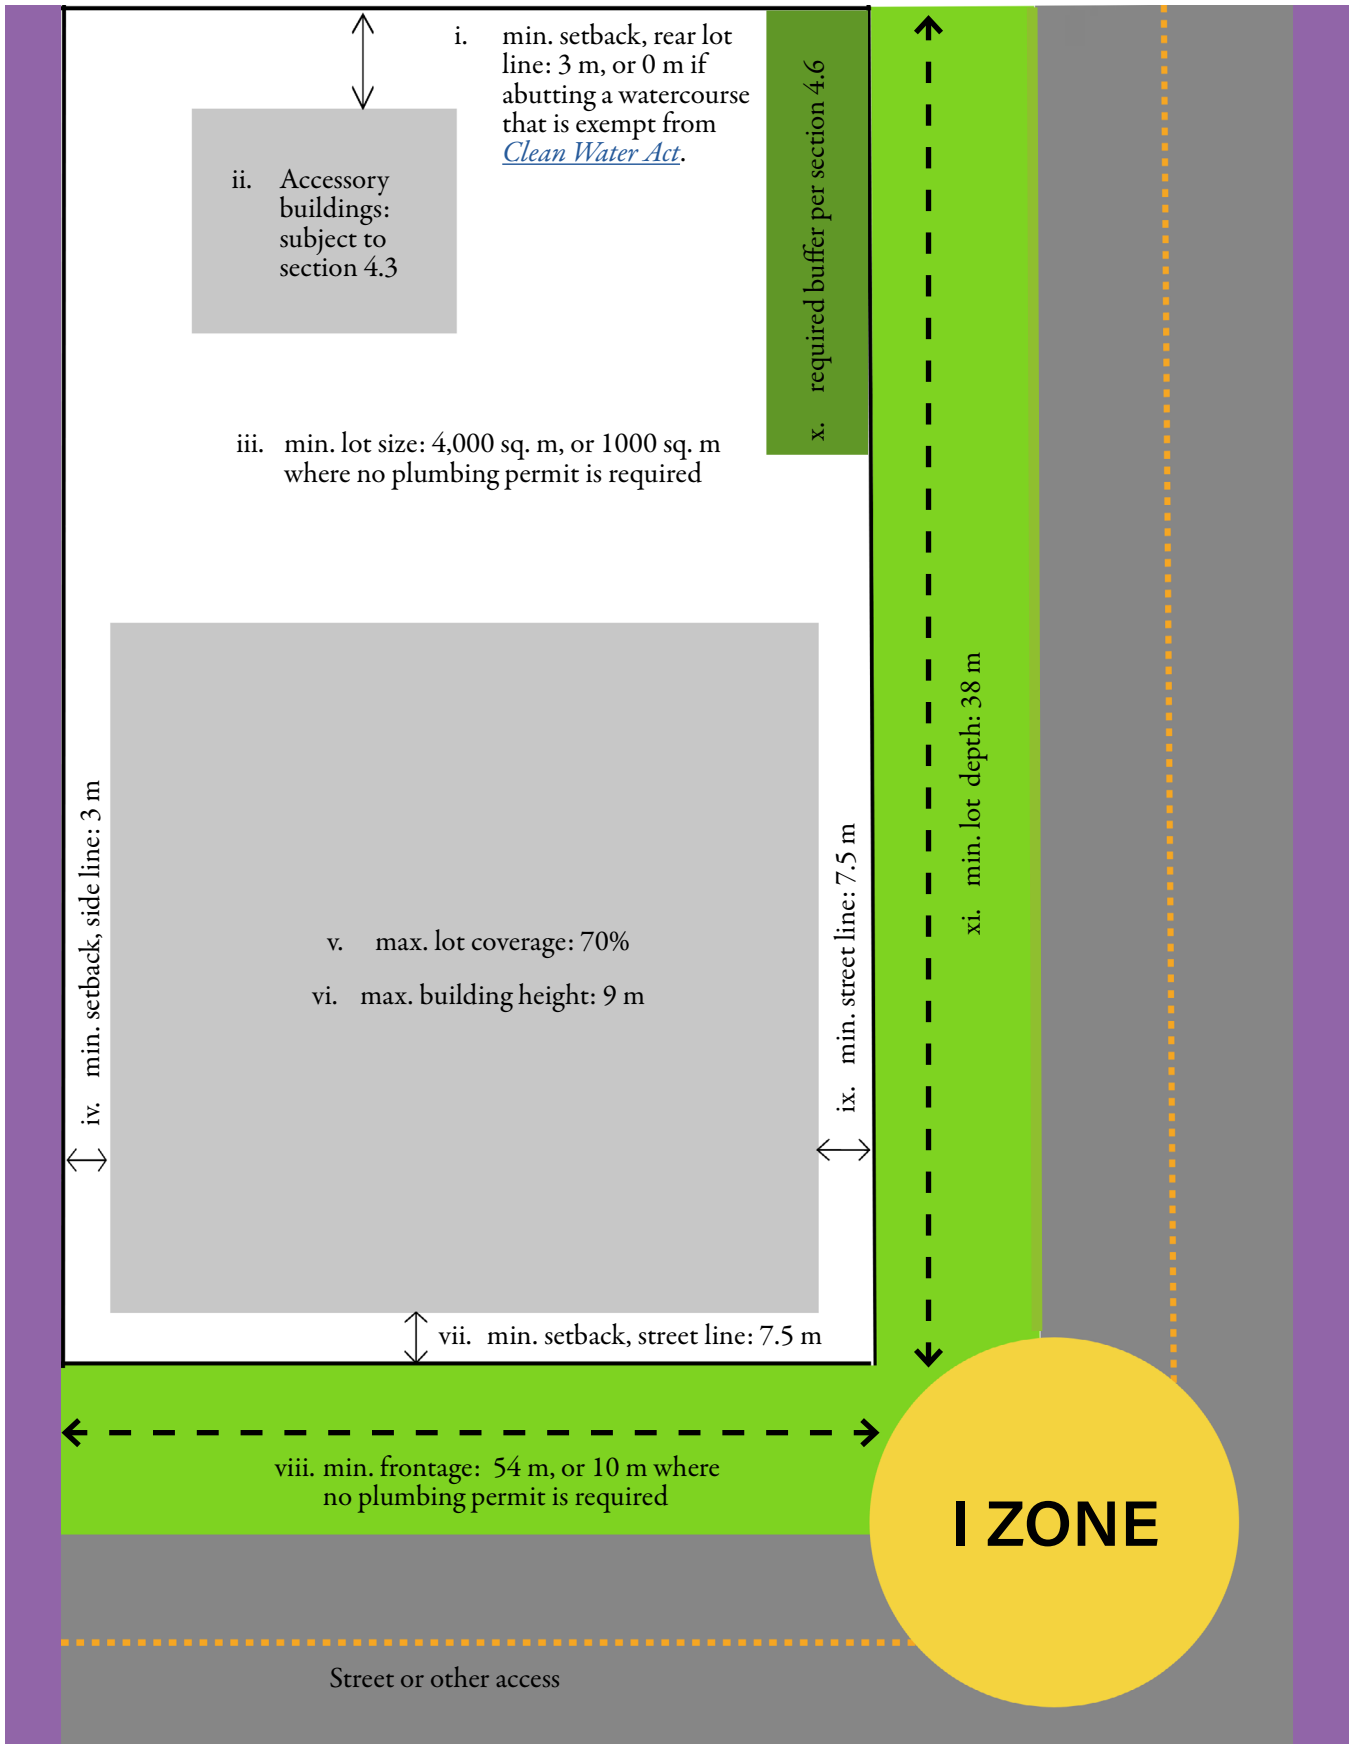 i. min. setback, rear lot
line: 3 m, or 0 m if
abutting a watercourse
that is exempt from
Clean Water Act.
ii. Accessory
buildings:
subject to
section 4.3
x. required buffer per section 4.6
iii. min. lot size: 4,000 sq. m, or 1000 sq. m
where no plumbing permit is required
iv. min. setback, side line: 3 m
v. max. lot coverage: 70%
vi. max. building height: 9 m
ix. min. street line: 7.5 m
xi. min. lot depth: 38 m
vii. min. setback, street line: 7.5 m
viii. min. frontage: 54 m, or 10 m where
no plumbing permit is required
I ZONE
Street or other access